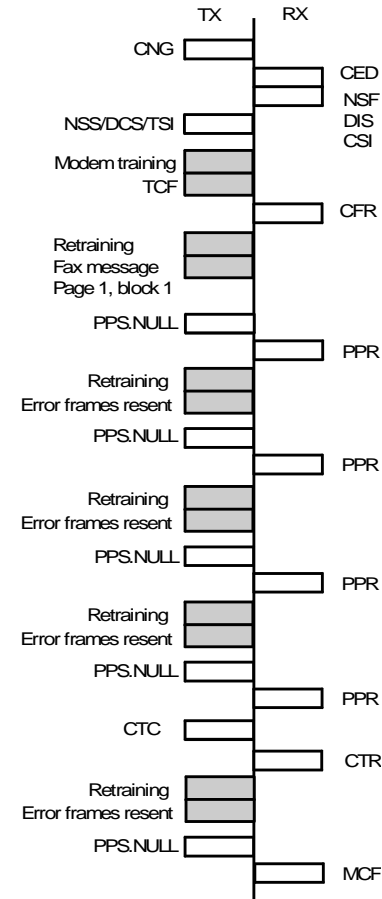 TX RX
CNG
CED
NSF
DIS
CSI
NSS/DCS/TSI
Modem training
TCF
CFR
Retraining
Fax message
Page 1, block 1
PPS.NULL
PPR
Retraining
Error frames resent
PPS.NULL
PPR
Retraining
Error frames resent
PPS.NULL
PPR
Retraining
Error frames resent
PPS.NULL
PPR
CTC
CTR
Retraining
Error frames resent
PPS.NULL
MCF